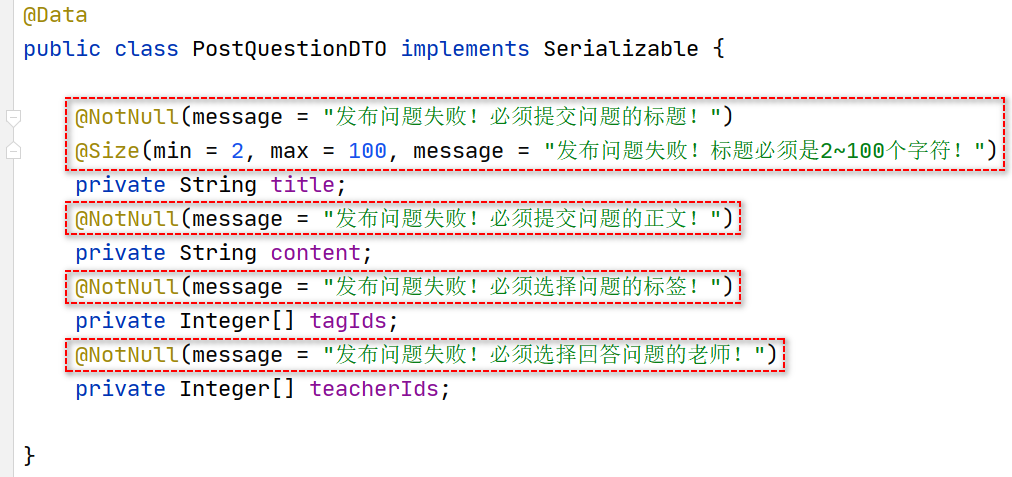 @Data
public class PostQuestionDTO implements Serializable {
@NotNull(message = "发布问题失败！必须提交问题的标题！")
@Size(min = 2, max = 100, message = "发布问题失败！标题必须是2~100个字符！")
private String title;
@NotNull(message = "发布问题失败！必须提交问题的正文！")
private String content;
@NotNull(message = "发布问题失败！必须选择问题的标签！")
private Integer[] tagIds;
@NotNull(message = "发布问题失败！必须选择回答问题的老师！")
private Integer[] teacherIds;
}